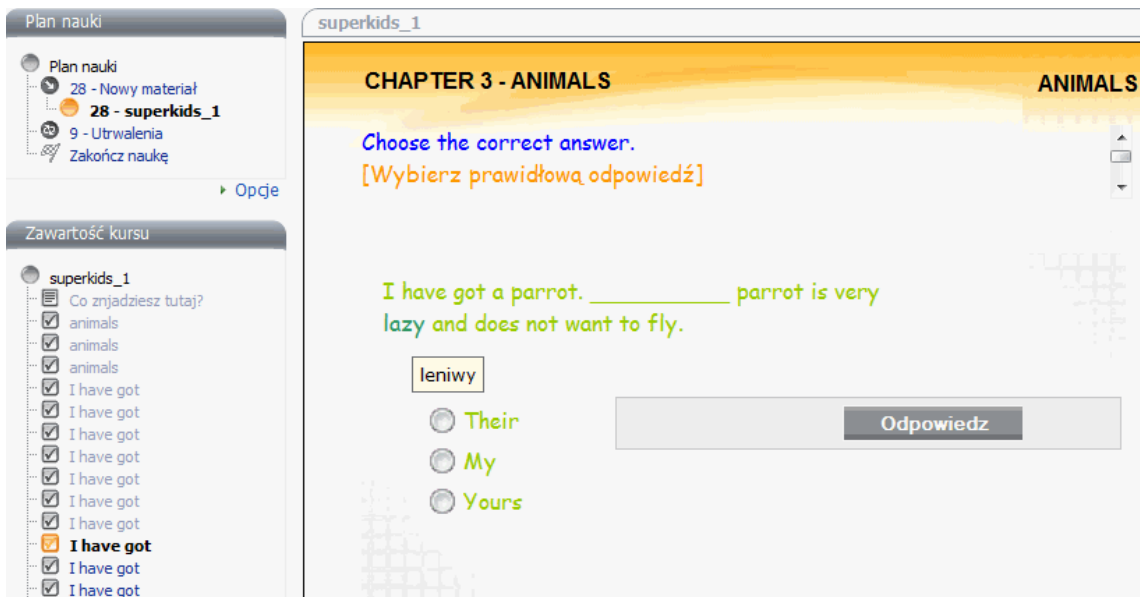 Plan nauki
Plan nauki
28 - Nowy materiał
28 - superkids_1
9 - Utrwalenia
Zakończ naukę
Opcje
Zawartość kursu
superkids_1
Co znjadziesz tutaj?
animals
animals
animals
I have got
I have got
I have got
I have got
I have got
I have got
I have got
I have got
I have got
I have got
superkids_1
CHAPTER 3 - ANIMALS
ANIMALS
Choose the correct answer.
[Wybierz prawidłową odpowiedź]
I have got a parrot. __________ parrot is very
lazy and does not want to fly.
leniwy
Their
My
Yours
Odpowiedz